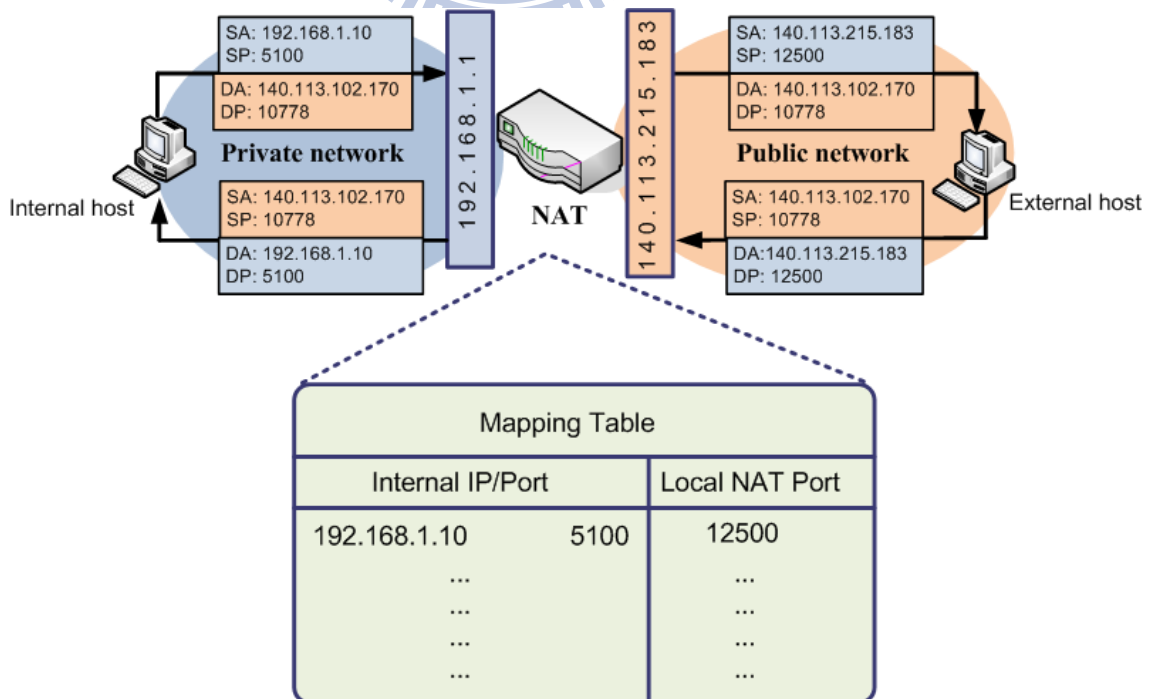 SA: 192.168.1.10
SP: 5100
DA: 140.113.102.170
DP: 10778
Private network
SA: 140.113.102.170
SP: 10778
DA: 192.168.1.10
DP: 5100
Internal host
192.168.1.1
NAT
140.113.215.183
SA: 140.113.215.183
SP: 12500
DA: 140.113.102.170
DP: 10778
Public network
SA: 140.113.102.170
SP: 10778
DA:140.113.215.183
DP: 12500
External host
Mapping Table
Internal IP/Port Local NAT Port
192.168.1.10 5100 12500
... ...
... ...
... ...
... ...